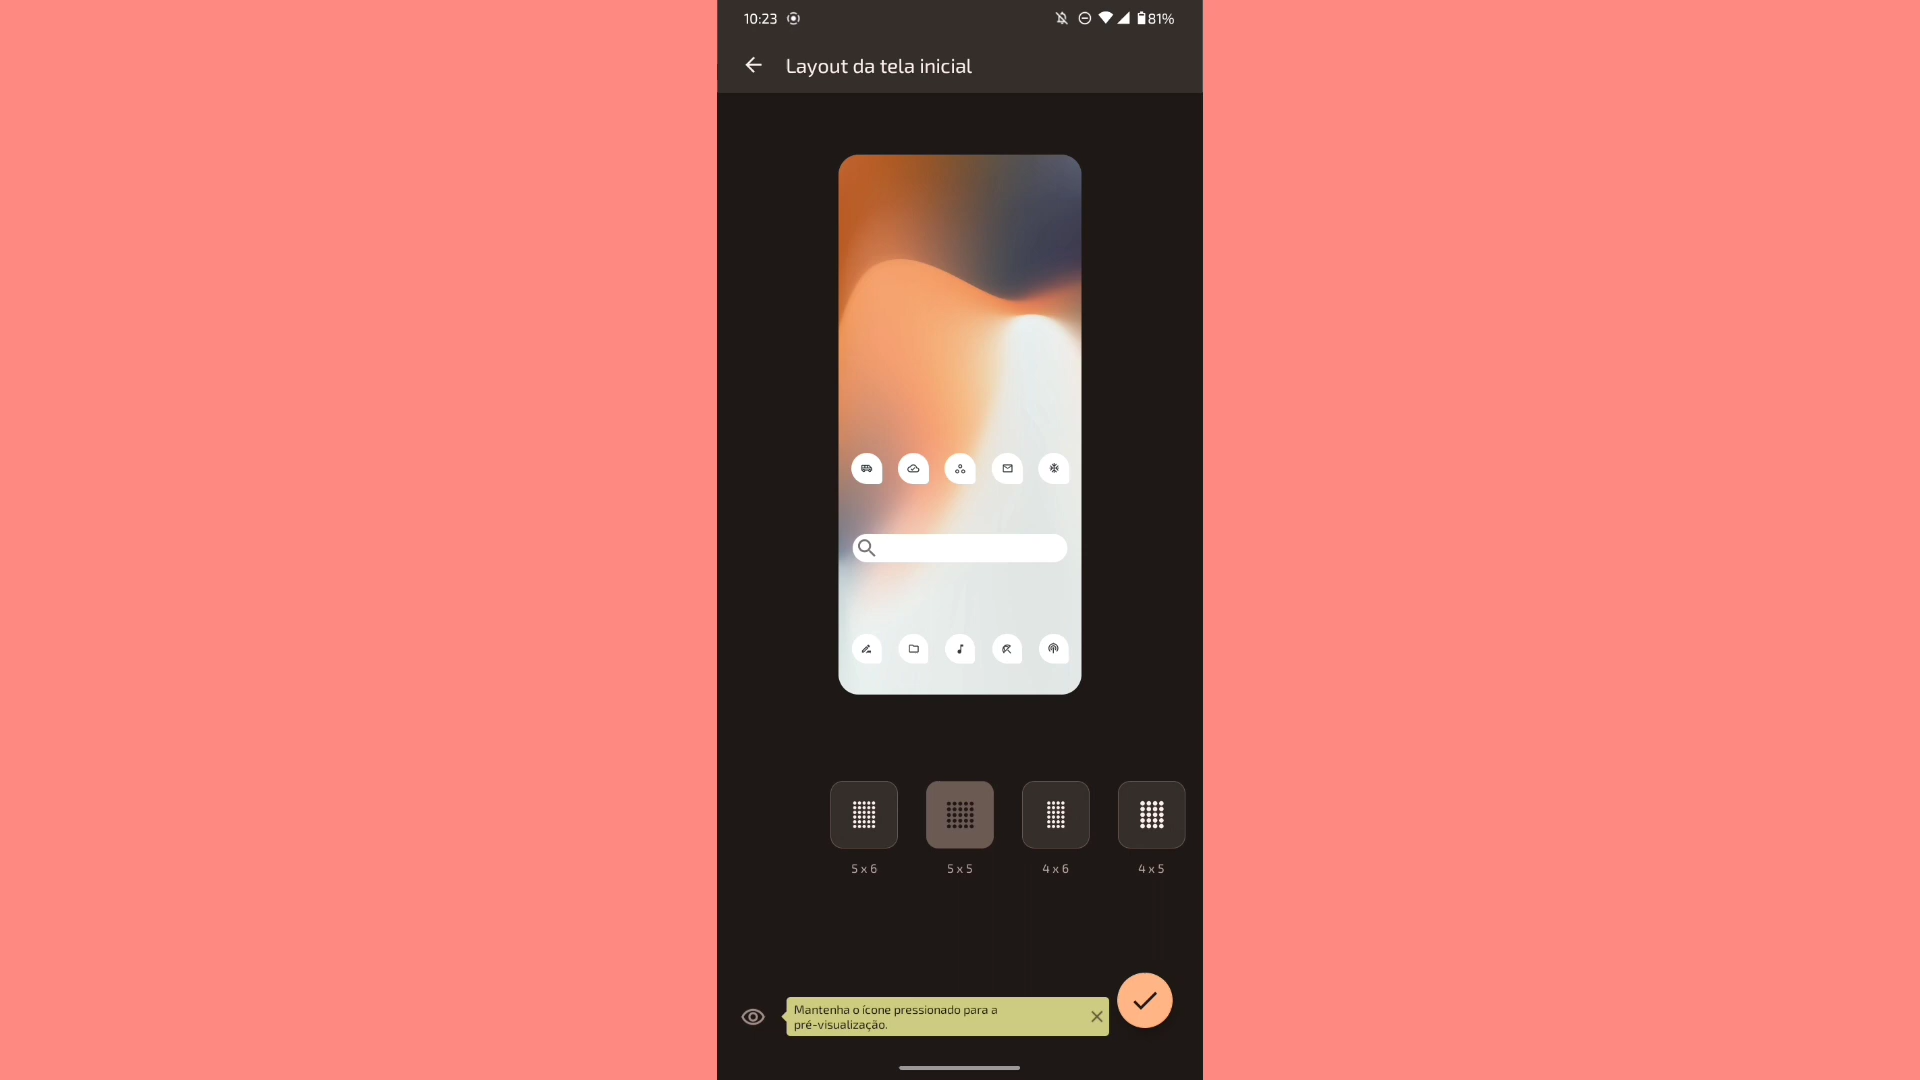 10:23 81%
Layout da tela inicial
5 x 6 5 x 5 4 x 6 4 x 5
Mantenha o ícone pressionado para a
pré-visualização.